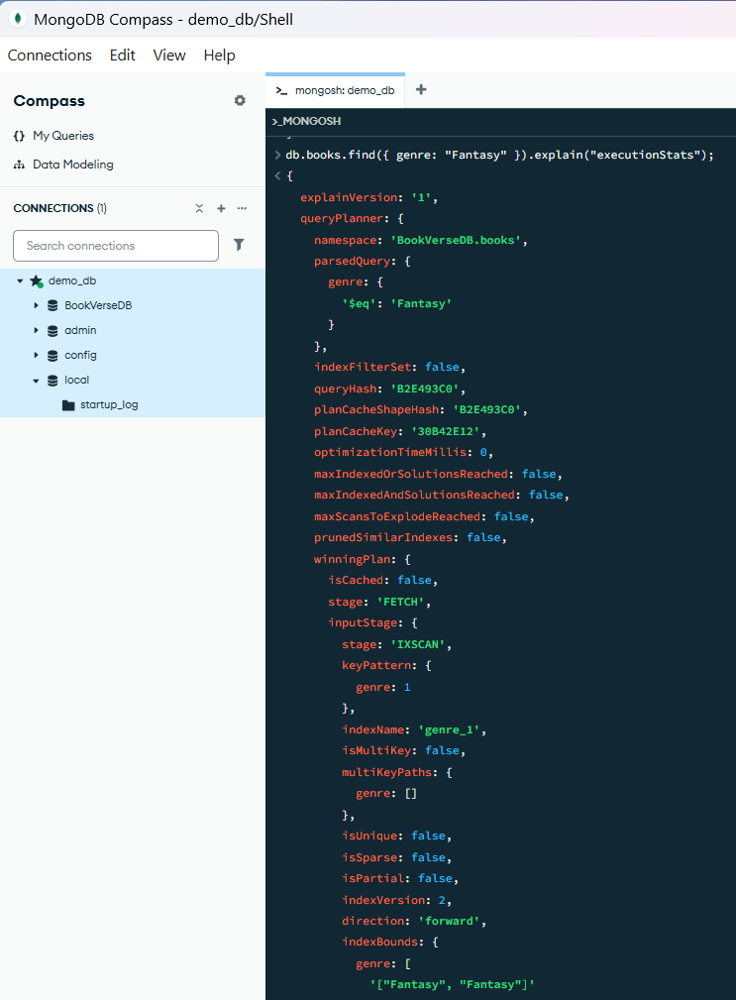 MongoDB Compass - demo_db/Shell
Connections Edit View Help
Compass
My Queries
Data Modeling
CONNECTIONS (1)
Search connections
demo_db
BookVerseDB
admin
config
local
startup_log
>_ mongosh: demo_db +
>_MONGOSH
> db.books.find({ genre: "Fantasy" }).explain("executionStats");
< {
explainVersion: '1',
queryPlanner: {
namespace: 'BookVerseDB.books',
parsedQuery: {
genre: {
'$eq': 'Fantasy'
}
},
indexFilterSet: false,
queryHash: 'B2E493C0',
planCacheShapeHash: 'B2E493C0',
planCacheKey: '30B42E12',
optimizationTimeMillis: 0,
maxIndexedOrSolutionsReached: false,
maxIndexedAndSolutionsReached: false,
maxScansToExplodeReached: false,
prunedSimilarIndexes: false,
winningPlan: {
isCached: false,
stage: 'FETCH',
inputStage: {
stage: 'IXSCAN',
keyPattern: {
genre: 1
},
indexName: 'genre_1',
isMultiKey: false,
multiKeyPaths: {
genre: []
},
isUnique: false,
isSparse: false,
isPartial: false,
indexVersion: 2,
direction: 'forward',
indexBounds: {
genre: [
'["Fantasy", "Fantasy"]'